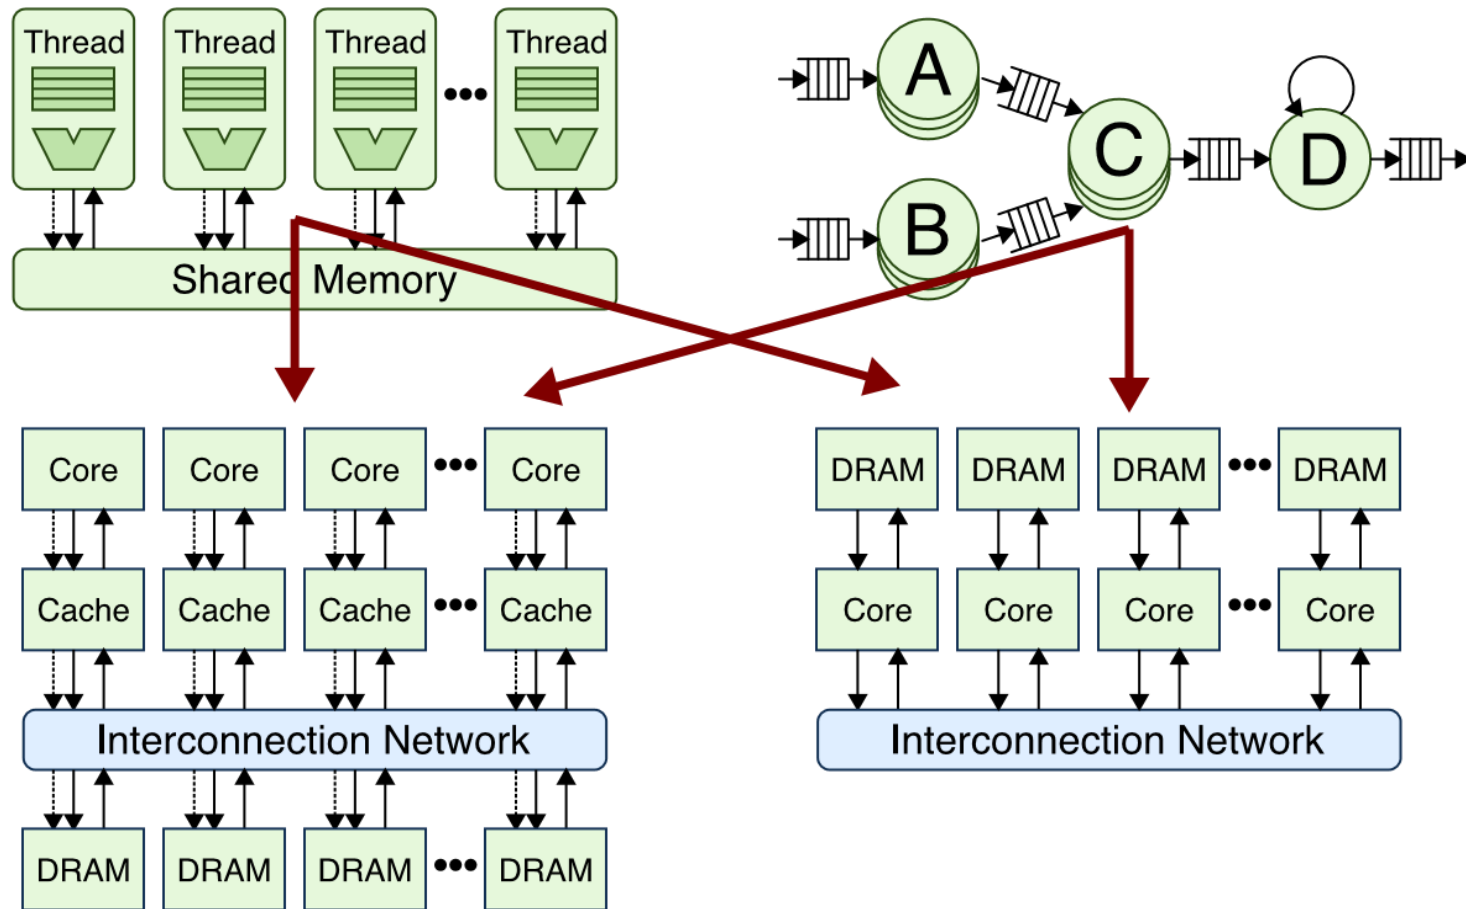 Thread Thread Thread Thread
Shared Memory
A
B
C
D
Core Core Core Core
Cache Cache Cache Cache
Interconnection Network
DRAM DRAM DRAM DRAM
DRAM DRAM DRAM DRAM
Core Core Core Core
Interconnection Network